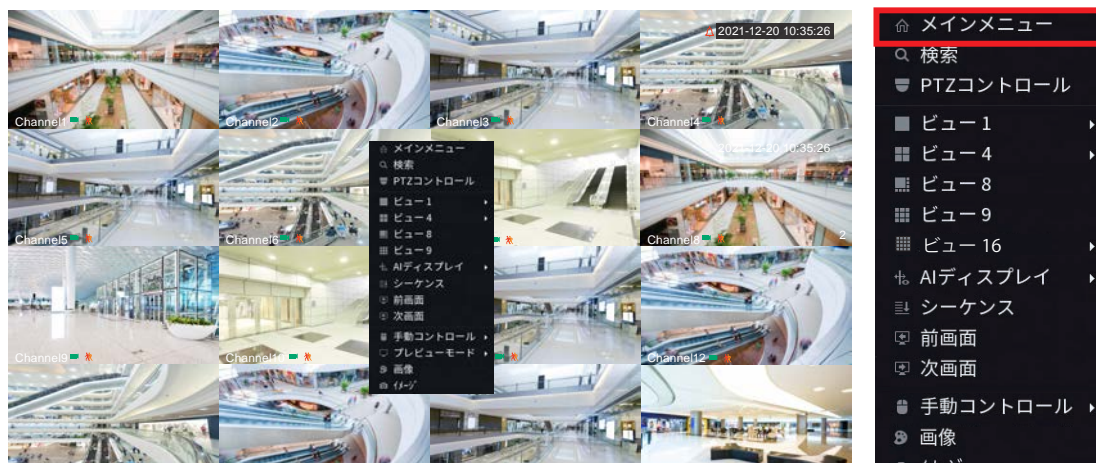 2021-12-20 10:35:26
Channel1
Channel2
Channel3
Channel4
2021-12-20 10:35:26
Channel5
Channel6
Channel8
2
Channel9
Channel10
Channel12
メインメニュー
検索
PTZコントロール
ビュー1
ビュー4
ビュー8
ビュー9
AIディスプレイ
シーケンス
前画面
次画面
手動コントロール
プレビューモード
画像
イメージ
メインメニュー
検索
PTZコントロール
ビュー1
ビュー4
ビュー8
ビュー9
ビュー 16
AIディスプレイ
シーケンス
前画面
次画面
手動コントロール
画像